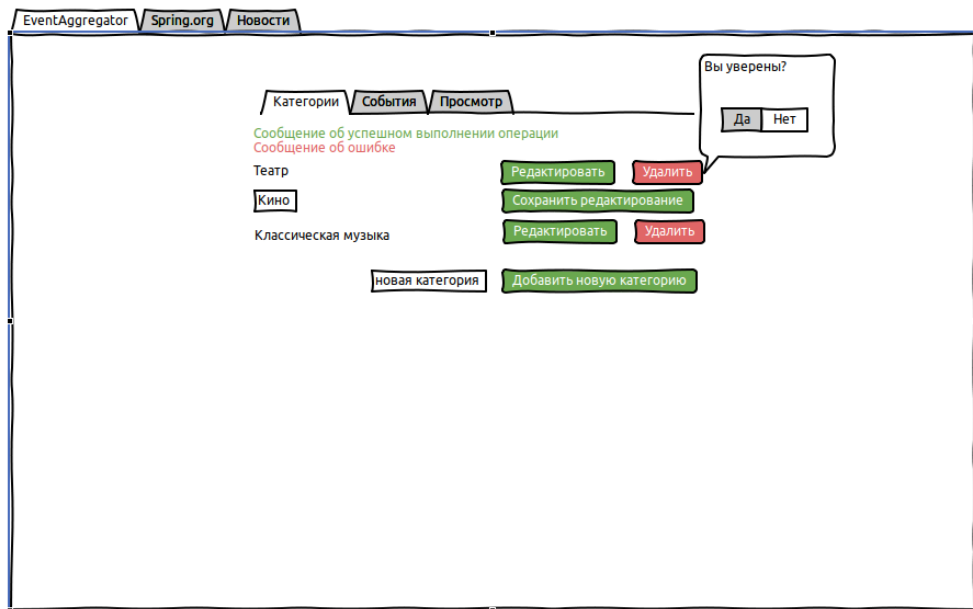 EventAggregator Spring.org Новости
Вы уверены?
Категории События Просмотр
Да Нет
Сообщение об успешном выполнении операции
Сообщение об ошибке
Театр Редактировать Удалить
Кино Сохранить редактирование
Классическая музыка Редактировать Удалить
новая категория Добавить новую категорию